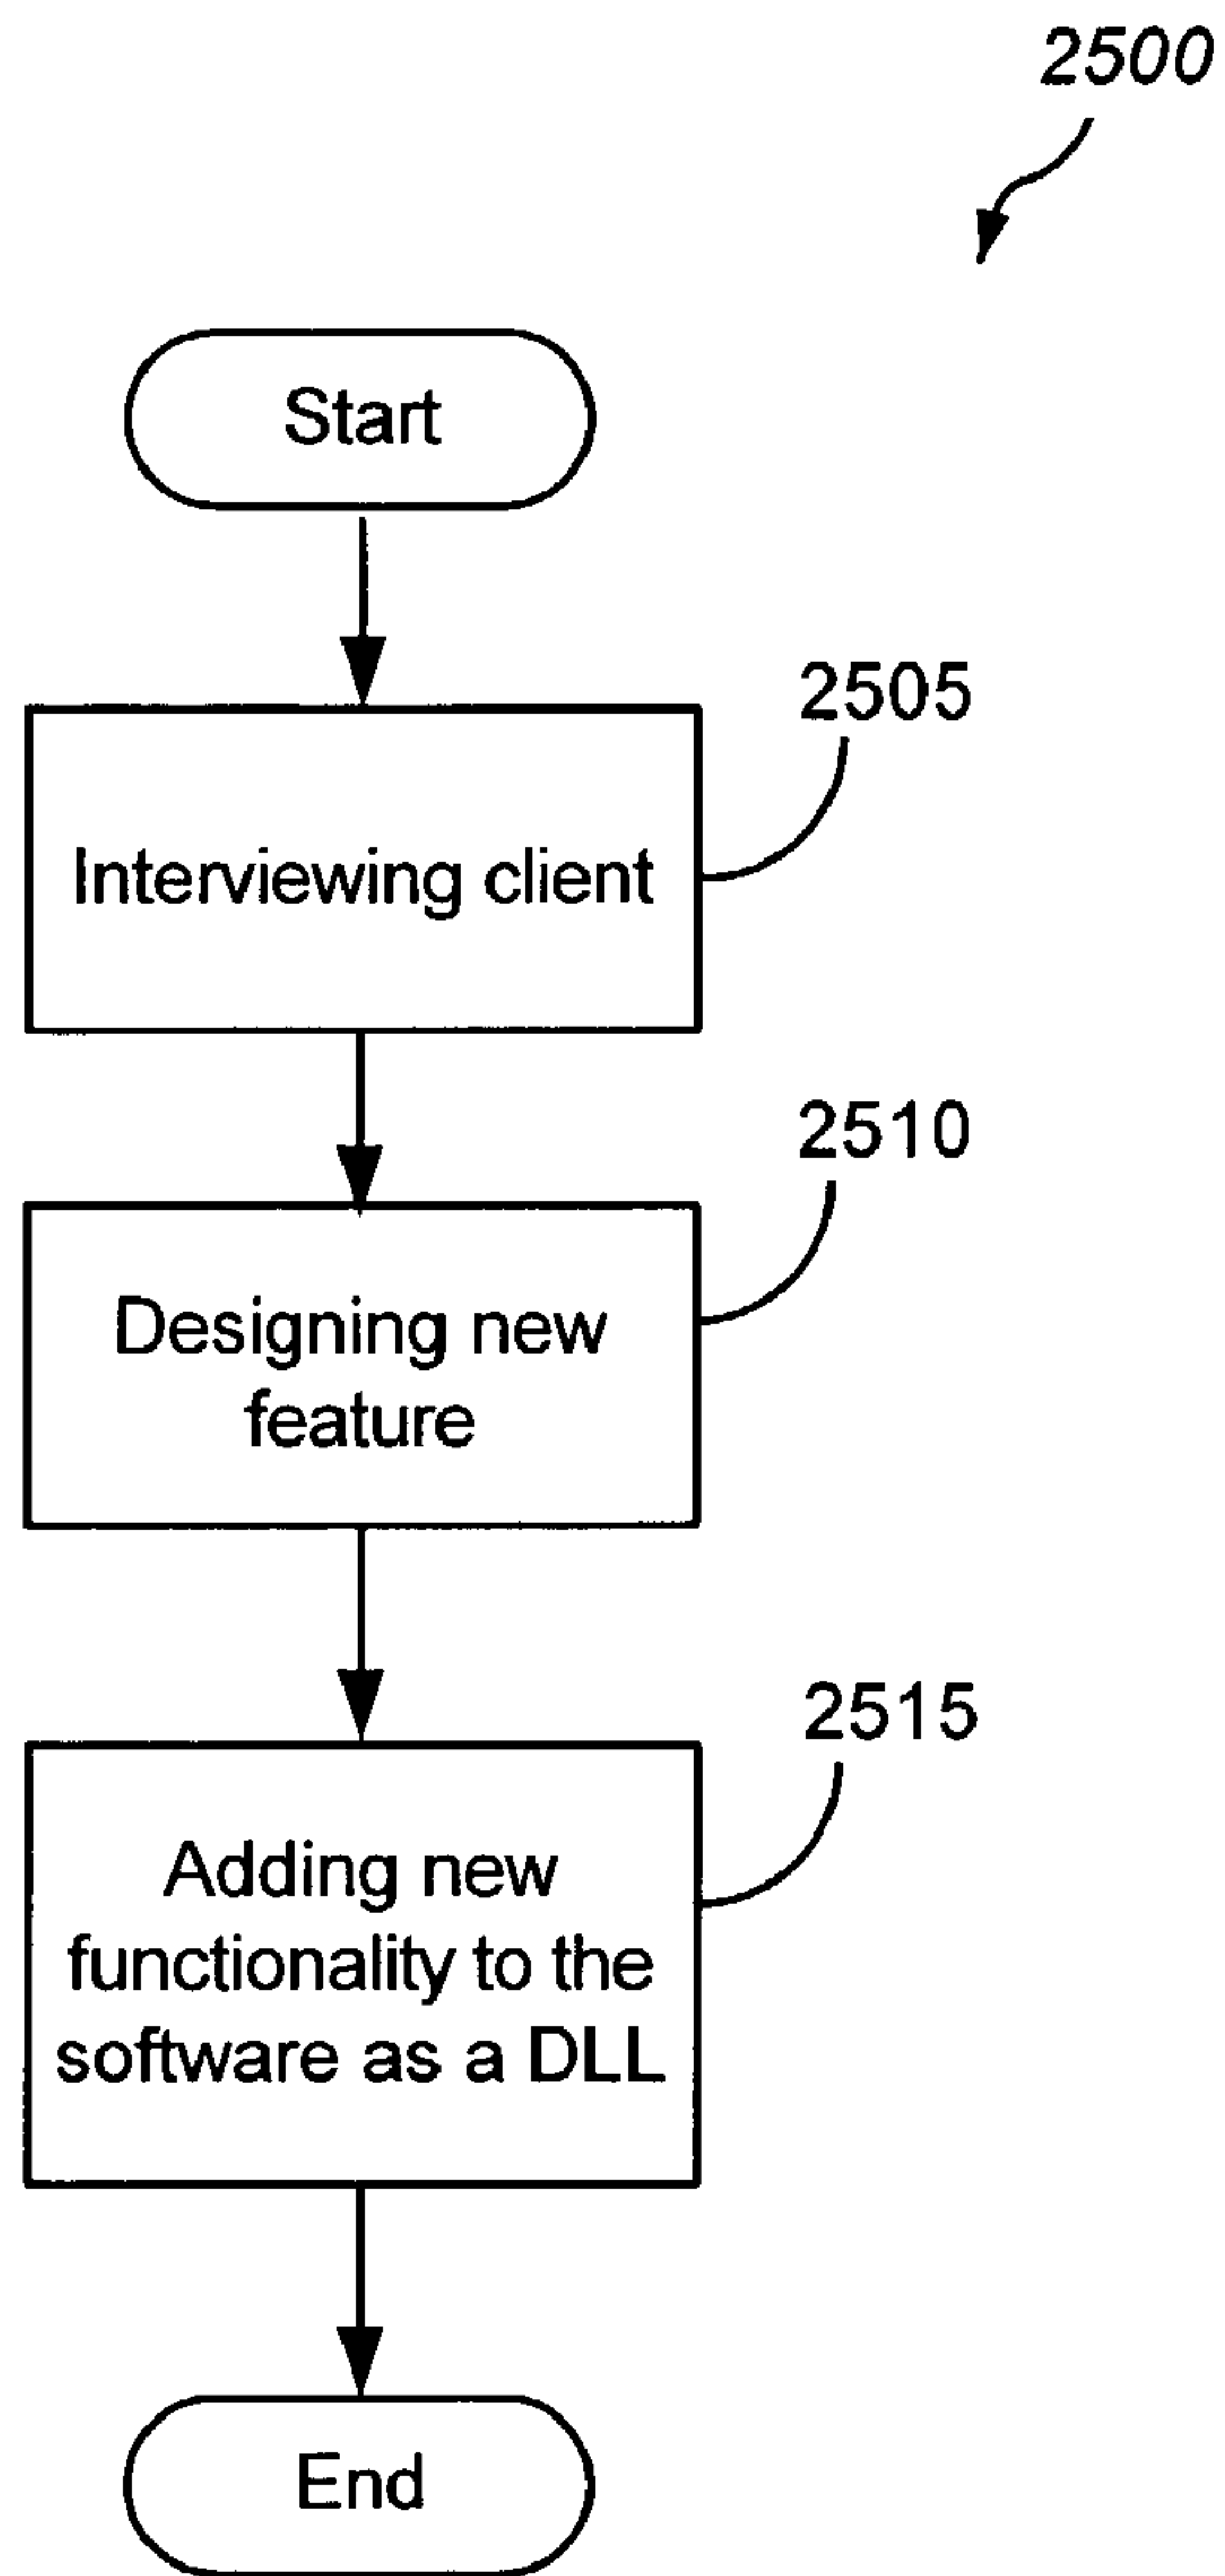 2500
Start
2505
Interviewing client
2510
Designing new
feature
2515
Adding new
functionality to the
software as a DLL
End